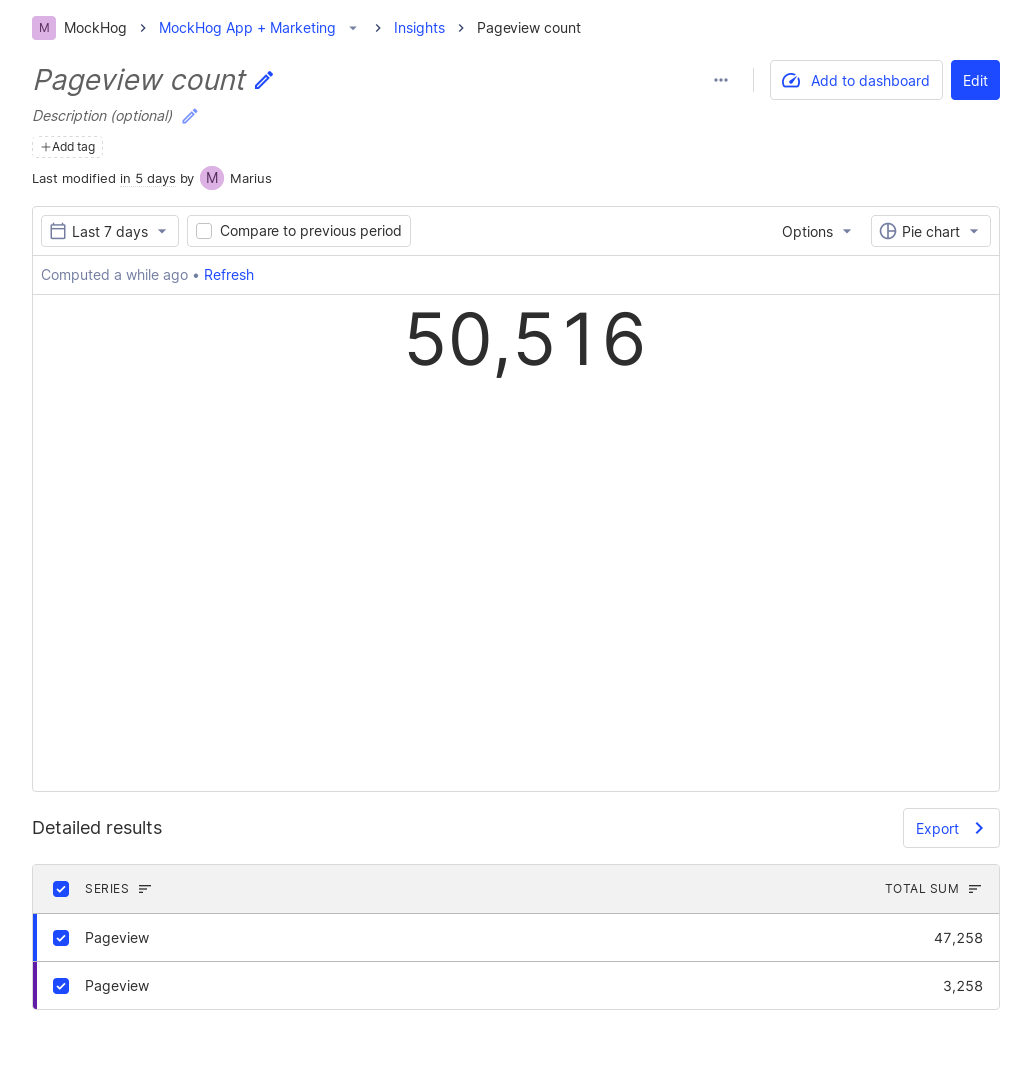 M MockHog > MockHog App + Marketing > Insights > Pageview count
Pageview count
Add to dashboard
Edit
Description (optional)
+Add tag
Last modified in 5 days by M Marius
Last 7 days
Compare to previous period
Options
Pie chart
Computed a while ago • Refresh
50,516
Detailed results
Export
SERIES
TOTAL SUM
Pageview 47,258
Pageview 3,258